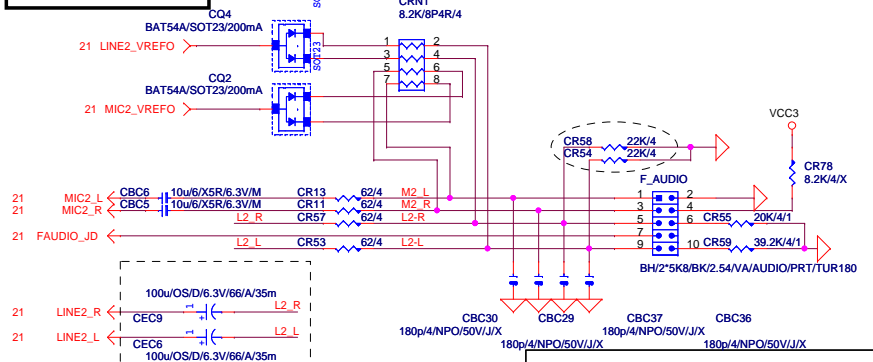 CRN1
8.2K/8P4R/4
CQ4
BAT54A/SOT23/200mA
SOT23
21 LINE2_VREFO
1 2
3 4
5 6
7 8
CQ2
BAT54A/SOT23/200mA
21 MIC2_VREFO
VCC3
CR58 22K/4
CR54 22K/4
CR78
8.2K/4/X
F_AUDIO
21 MIC2_L CBC6 10u/6/X5R/6.3V/M CR13 62/4 M2_L 1 2
21 MIC2_R CBC5 10u/6/X5R/6.3V/M CR11 62/4 M2_R 3 4
L2_R CR57 62/4 L2-R 5 6 CR55 20K/4/1
21 FAUDIO_JD 7
L2_L CR53 62/4 L2-L 9 10 CR59 39.2K/4/1
BH/2*5K8/BK/2.54/VA/AUDIO/PRT/TUR180
100u/OS/D/6.3V/66/A/35m
21 LINE2_R CEC9 1 + L2_R
21 LINE2_L CEC6 1 + L2_L
100u/OS/D/6.3V/66/A/35m
CBC30 CBC29 CBC37 CBC36
180p/4/NPO/50V/J/X 180p/4/NPO/50V/J/X
180p/4/NPO/50V/J/X 180p/4/NPO/50V/J/X